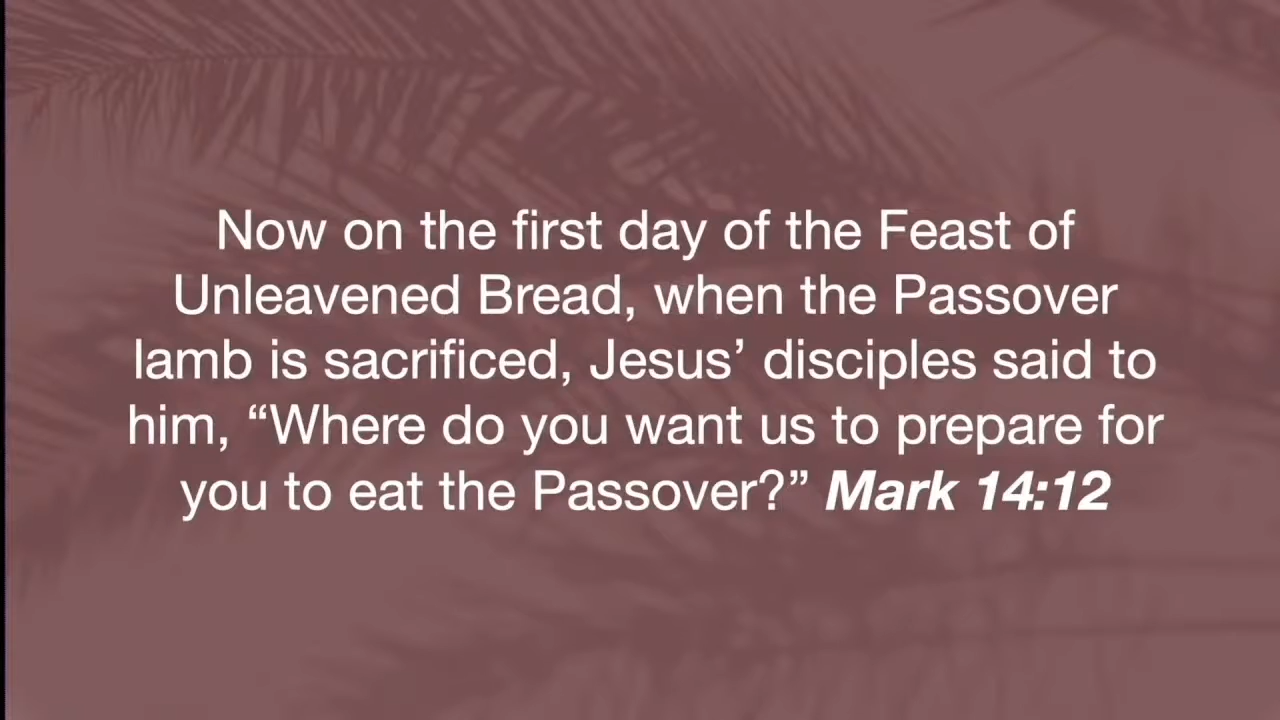 Now on the first day of the Feast of
Unleavened Bread, when the Passover
lamb is sacrificed, Jesus’ disciples said to
him, “Where do you want us to prepare for
you to eat the Passover?” Mark 14:12